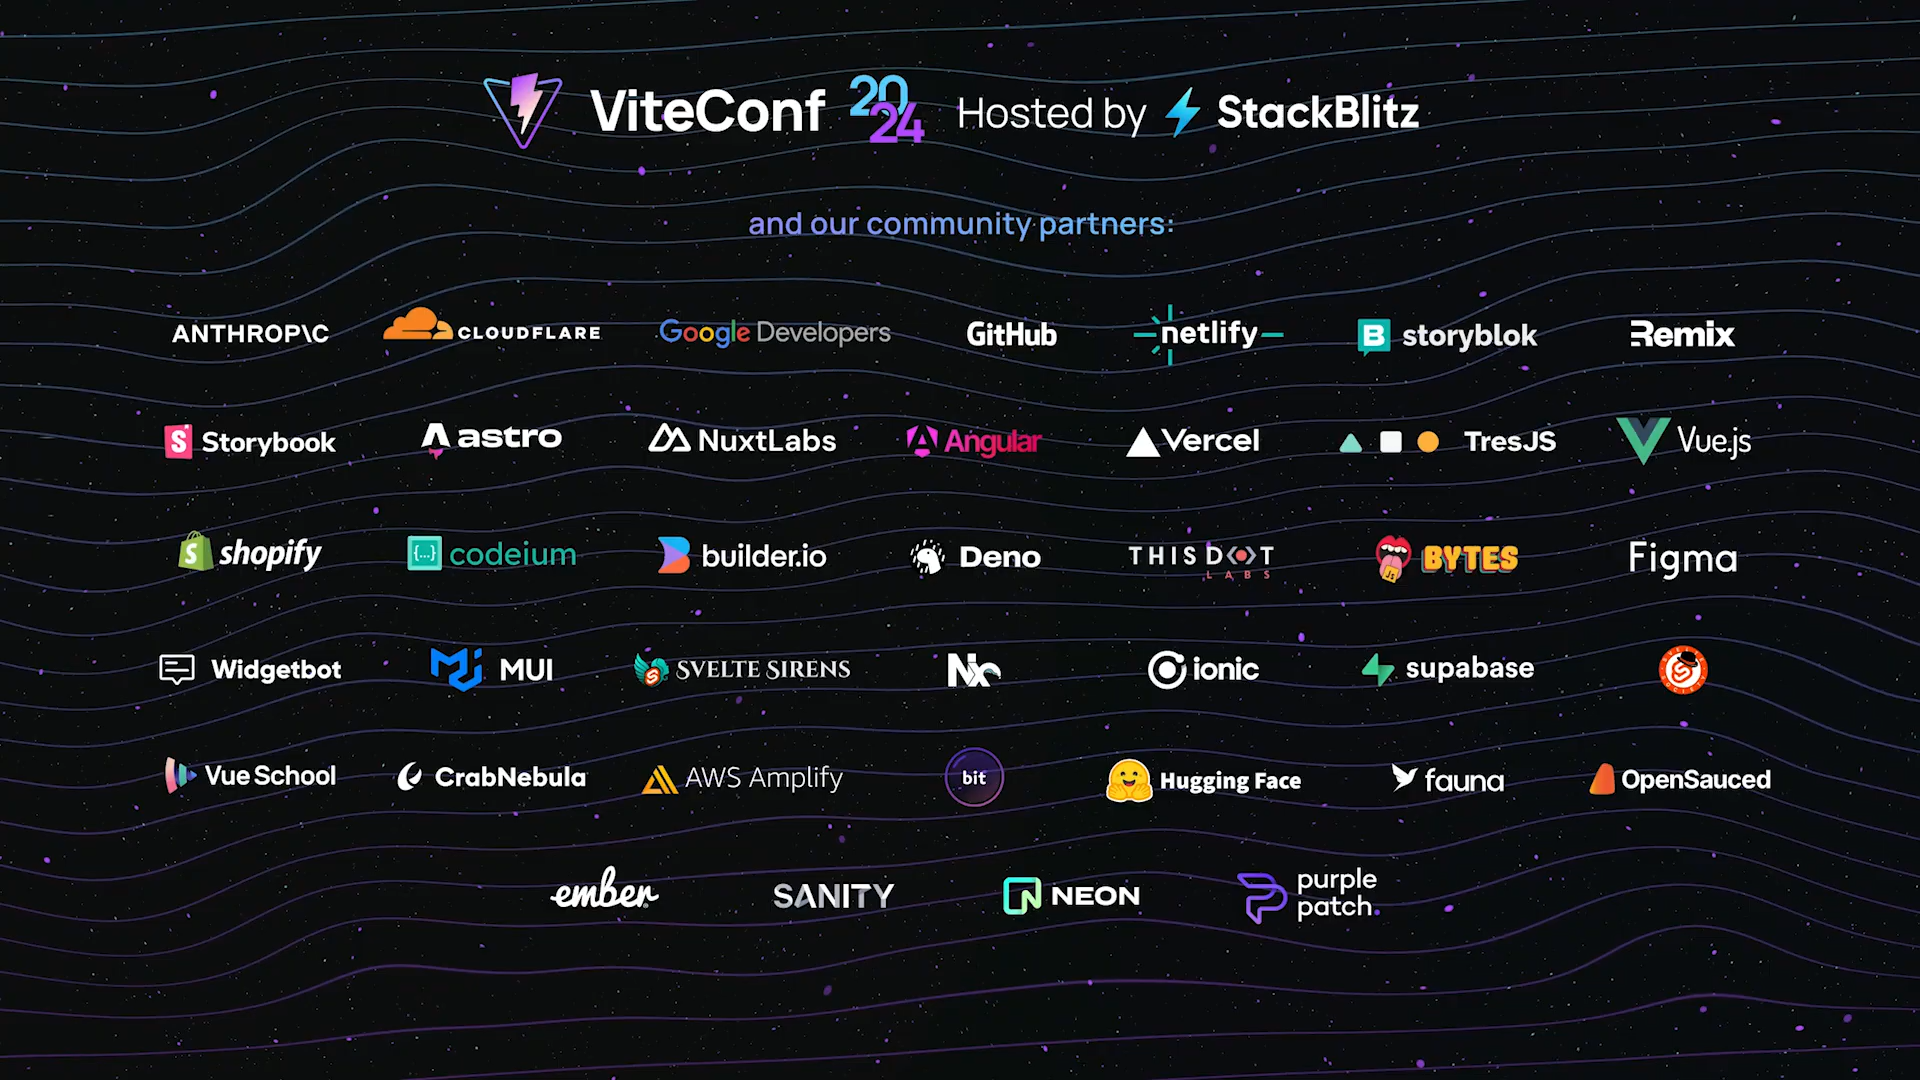 ViteConf 2024 Hosted by StackBlitz
and our community partners:
ANTHROP\C CLOUDFLARE Google Developers GitHub netlify storyblok Remix
S Storybook astro NuxtLabs Angular Vercel TresJS Vue.js
S shopify {...} codeium builder.io Deno THIS DOT LABS JS BYTES Figma
Widgetbot MUI SVELTE SIRENS Nx ionic supabase
Vue School CrabNebula AWS Amplify bit Hugging Face fauna OpenSauced
ember SANITY NEON purple patch.